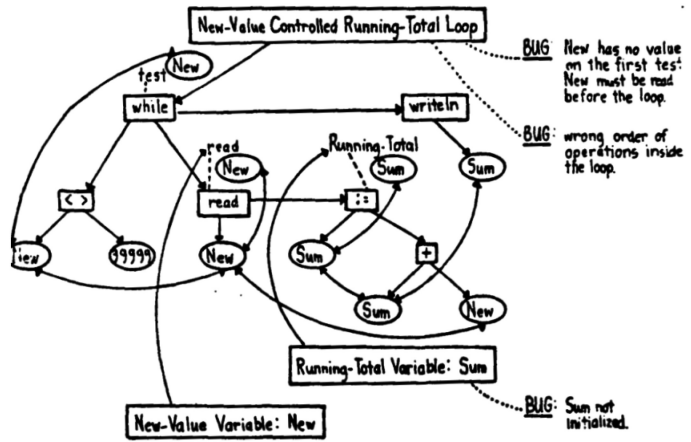 New-Value Controlled Running-Total Loop
BUG: New has no value
on the first test.
New must be read
before the loop.
New
test
while
writeln
BUG: wrong order of
operations inside
the loop.
read
Running-Total
New
Sum
Sum
< >
read
:=
New
99999
New
Sum
+
Sum
New
Running-Total Variable: Sum
New-Value Variable: New
BUG: Sum not
initialized.